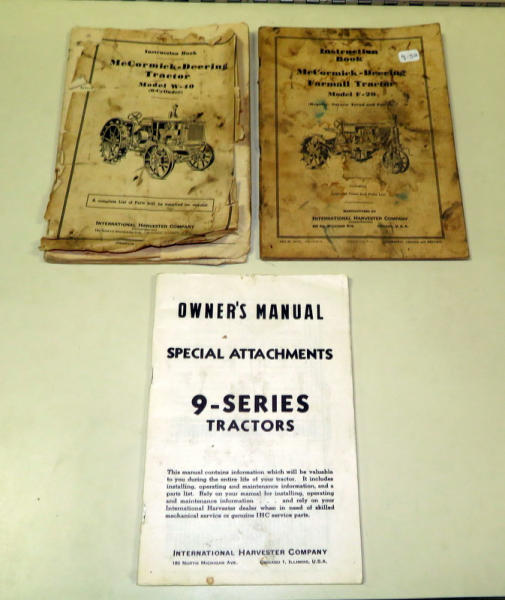 Instruction Book
McCormick-Deering
Tractor
Model W-40
A complete List of Parts will be supplied on request
INTERNATIONAL HARVESTER COMPANY
Instruction
Book
McCormick-Deering
Farmall Tractor
Model F-20
MANUFACTURED BY
INTERNATIONAL HARVESTER COMPANY
CHICAGO, U.S.A.
OWNER'S MANUAL
SPECIAL ATTACHMENTS
9-SERIES
TRACTORS
This manual contains information which will be valuable
to you during the entire life of your tractor. It includes
installing, operating and maintenance information, and a
parts list. Rely on your manual for installing, operating
and maintenance information . . . and rely on your
International Harvester dealer when in need of skilled
mechanical service or genuine IHC service parts.
INTERNATIONAL HARVESTER COMPANY
180 NORTH MICHIGAN AVE. CHICAGO 1, ILLINOIS, U.S.A.